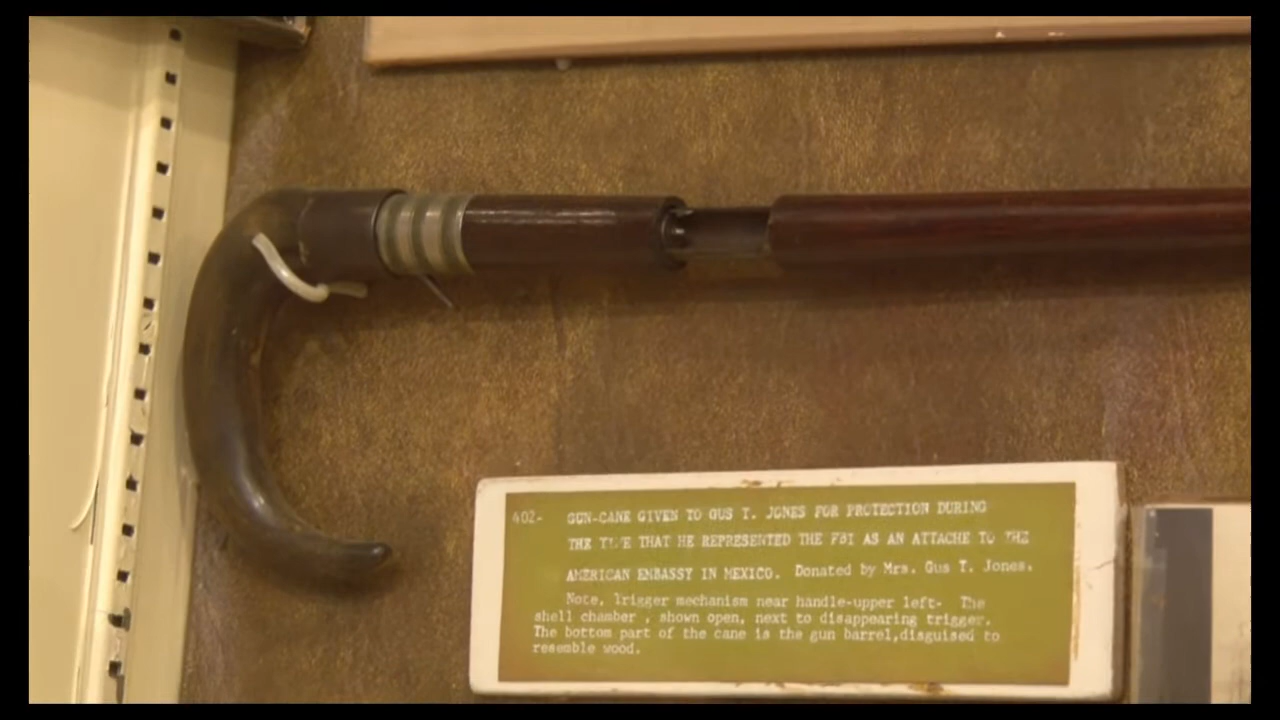 402- GUN-CANE GIVEN TO GUS T. JONES FOR PROTECTION DURING
THE TIME THAT HE REPRESENTED THE FBI AS AN ATTACHE TO THE
AMERICAN EMBASSY IN MEXICO. Donated by Mrs. Gus T. Jones.
Note, Trigger mechanism near handle-upper left- The
shell chamber , shown open, next to disappearing trigger.
The bottom part of the cane is the gun barrel,disguised to
resemble wood.